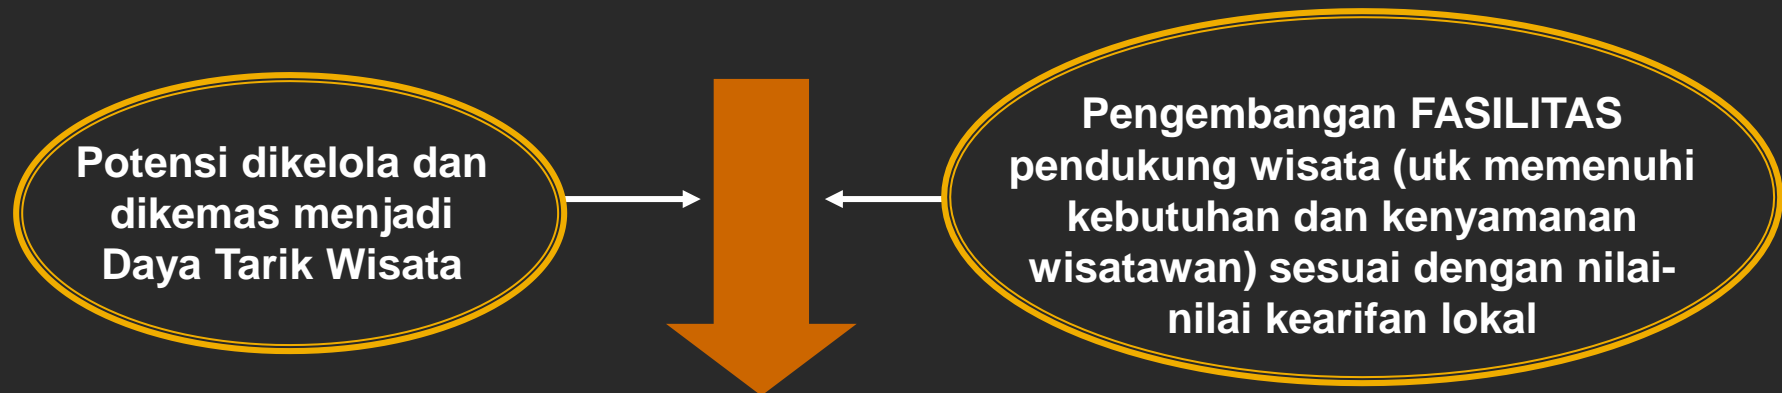 Potensi dikelola dan
dikemas menjadi
Daya Tarik Wisata
Pengembangan FASILITAS
pendukung wisata (utk memenuhi
kebutuhan dan kenyamanan
wisatawan) sesuai dengan nilai-
nilai kearifan lokal